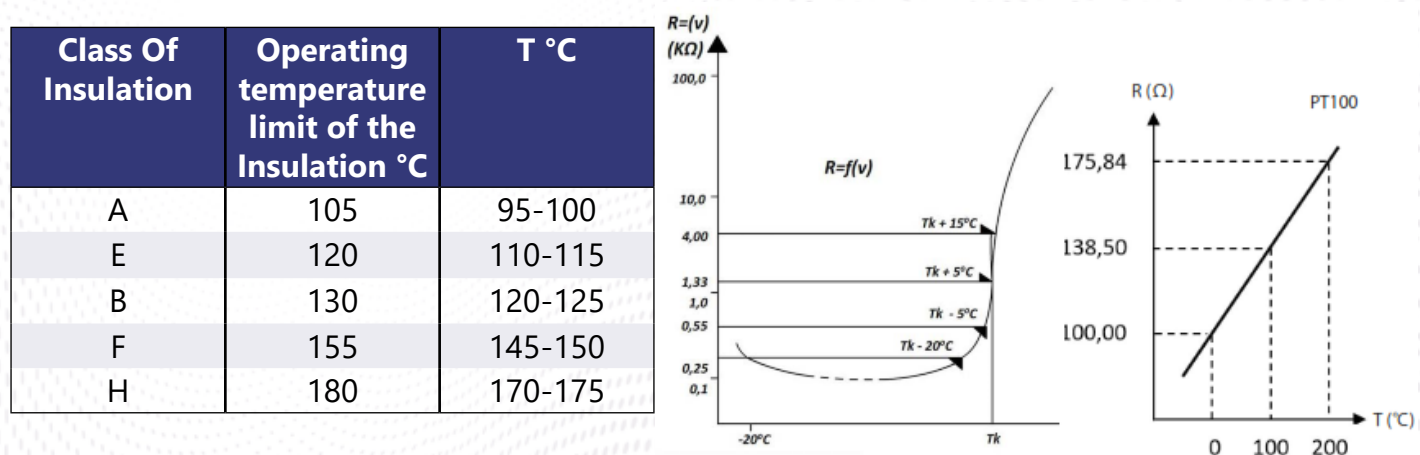 Class Of
Insulation
Operating
temperature
limit of the
Insulation °C
T °C
A 105 95-100
E 120 110-115
B 130 120-125
F 155 145-150
H 180 170-175
R=(v)
(KΩ)
100,0
R=f(v)
10,0
Tk + 15°C
4,00
Tk + 5°C
1,33
1,0
Tk - 5°C
0,55
Tk - 20°C
0,25
0,1
-20°C Tk
R (Ω)
PT100
175,84
138,50
100,00
T (°C)
0 100 200